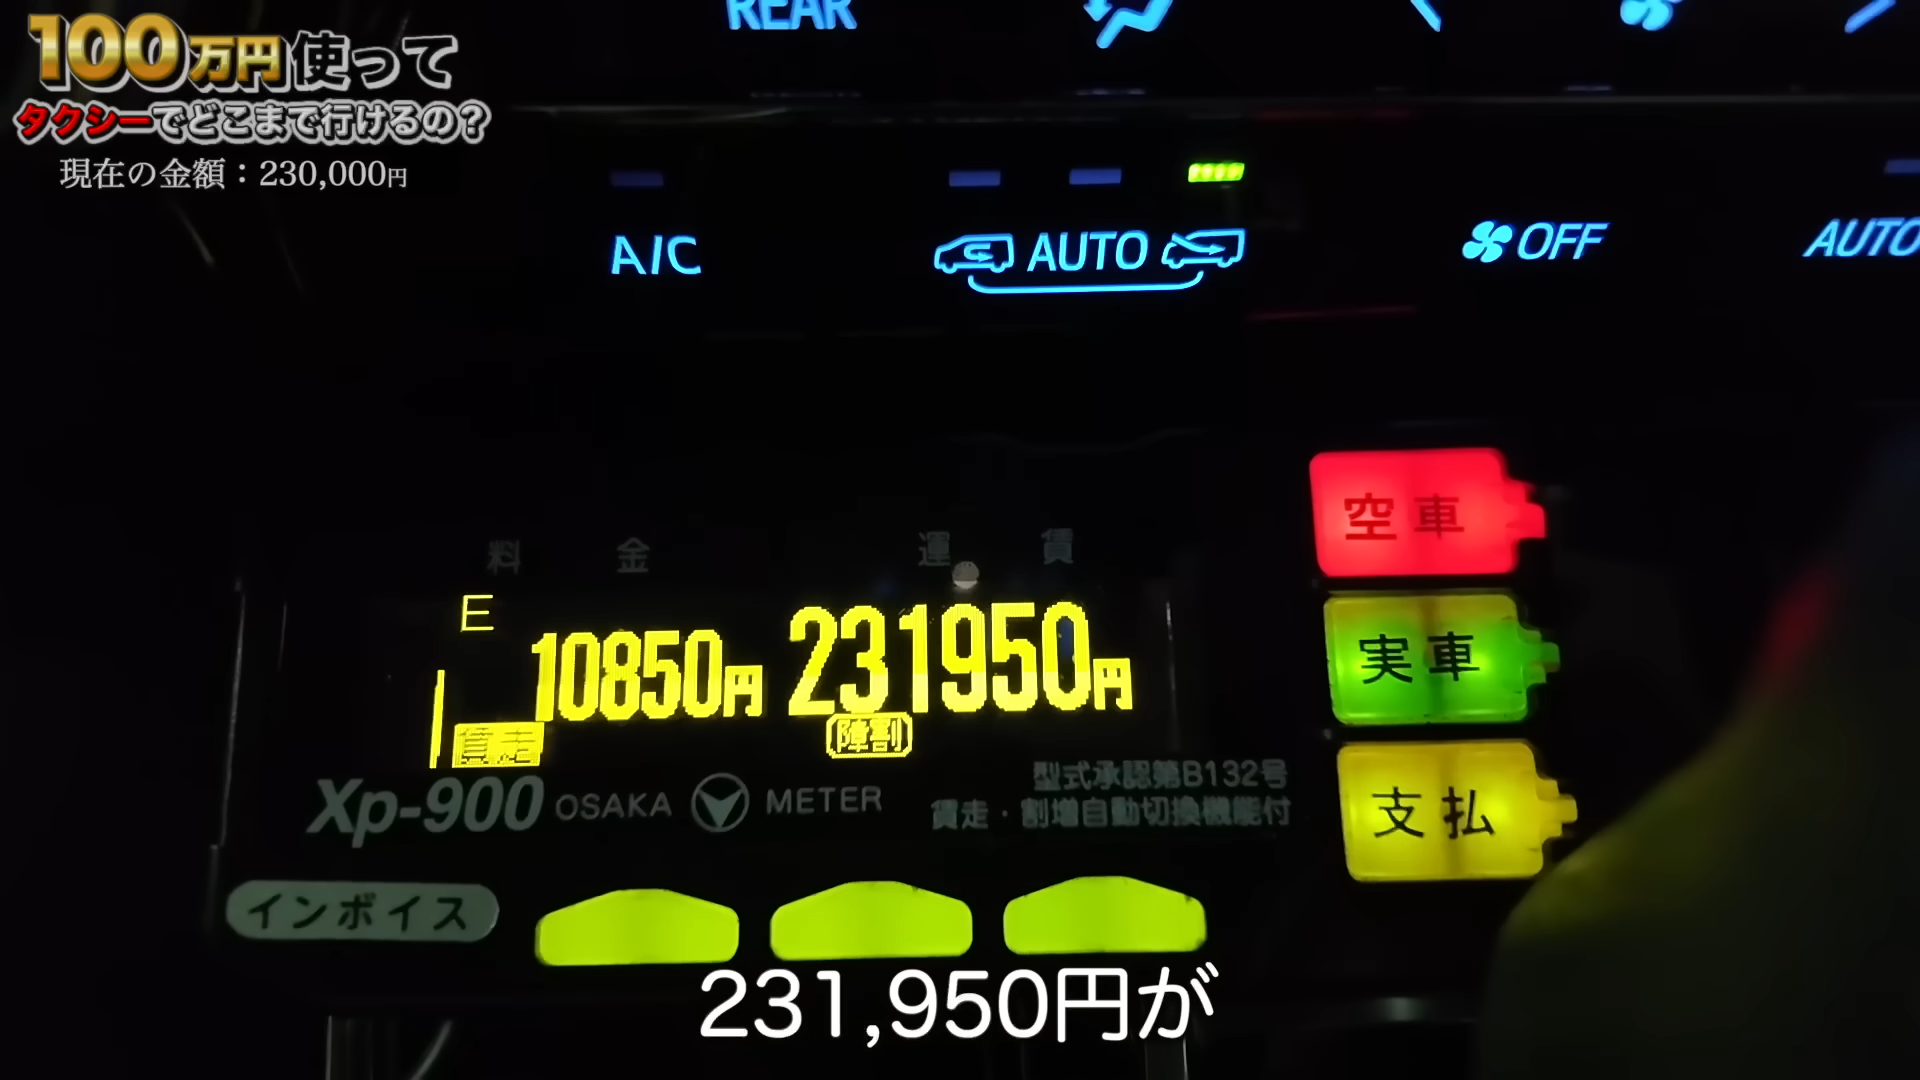 REAR
100万円使って
タクシーでどこまで行けるの?
現在の金額：230,000円
A/C
AUTO
OFF
AUTO
料金 運賃
E
10850円 231950円
賃走 障割
Xp-900 OSAKA METER
型式承認第B132号
賃走・割増自動切換機能付
空車
実車
支払
インボイス
231,950円が